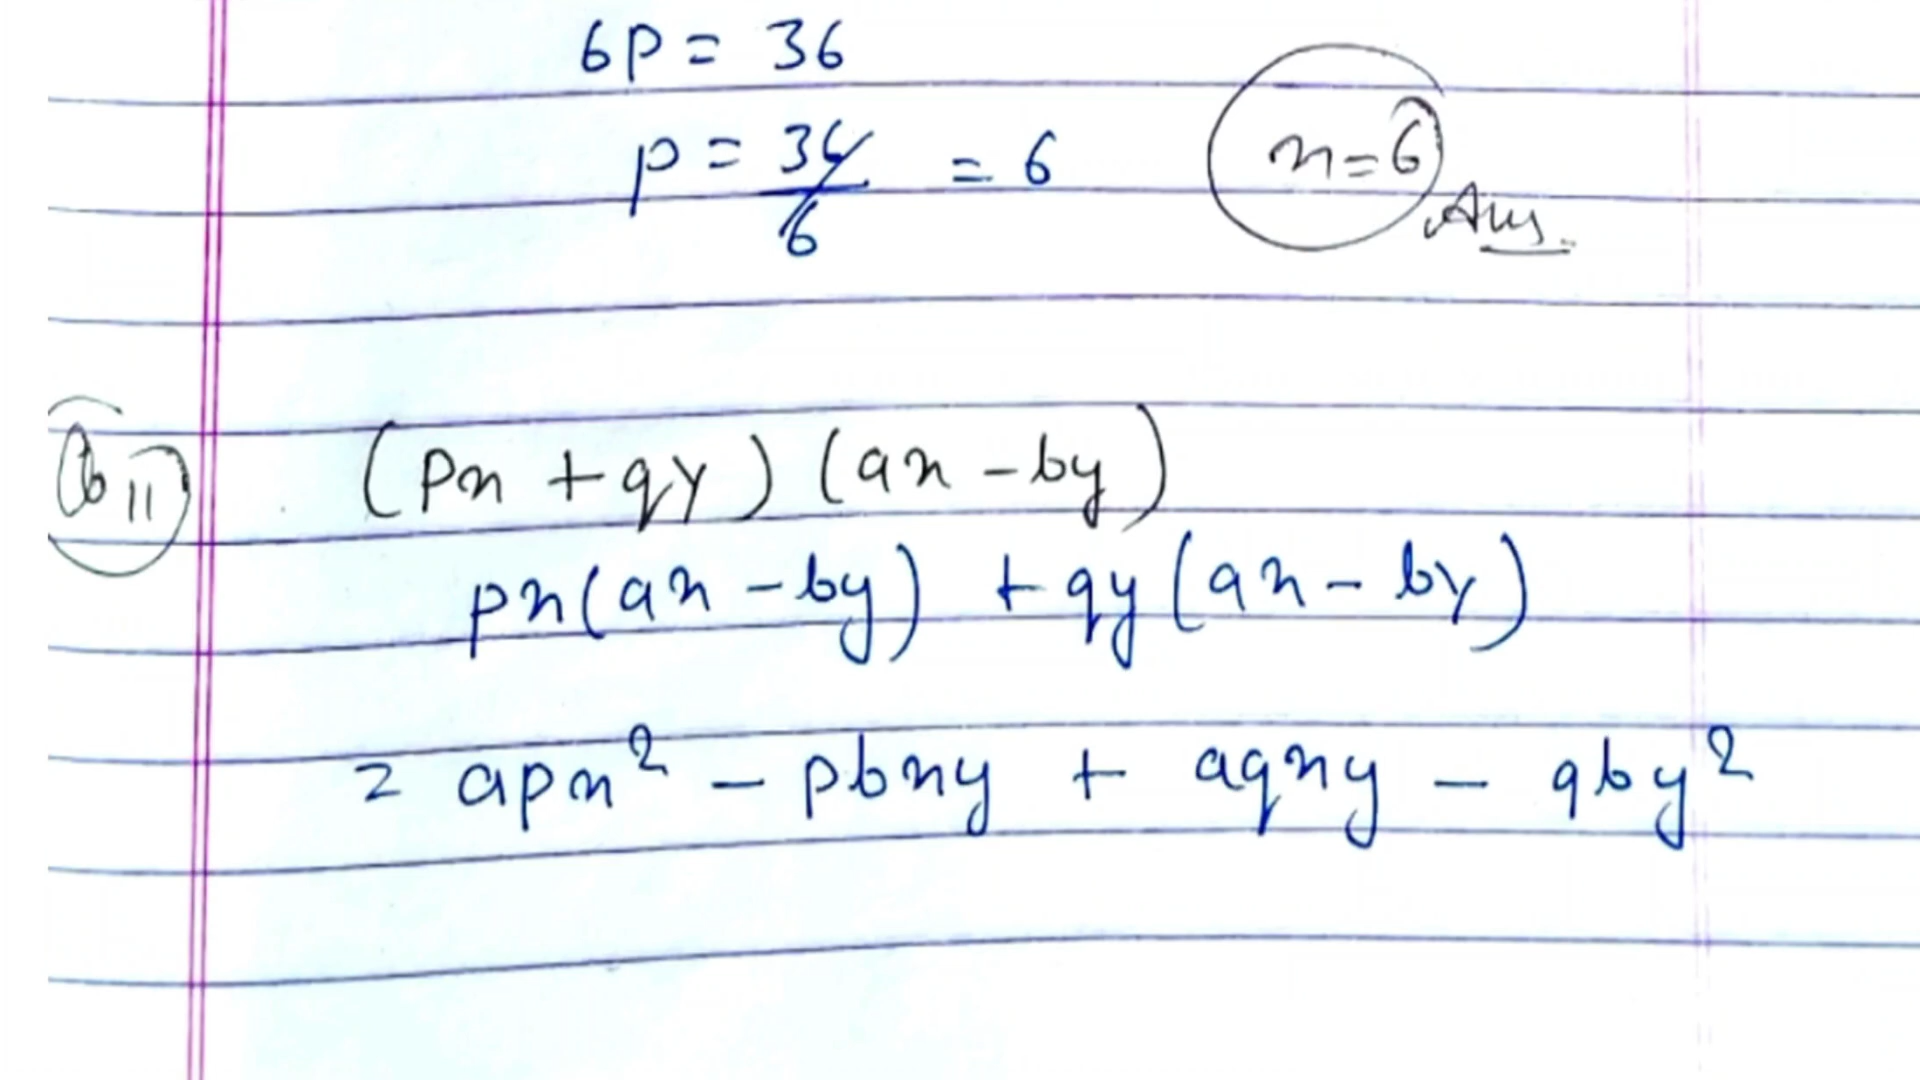 6p = 36
p = 36/6 = 6
x = 6 Ans.
b 11 (px + qy) (ax - by)
px(ax - by) + qy(ax - by)
= apx² - pbxy + aqxy - qby²